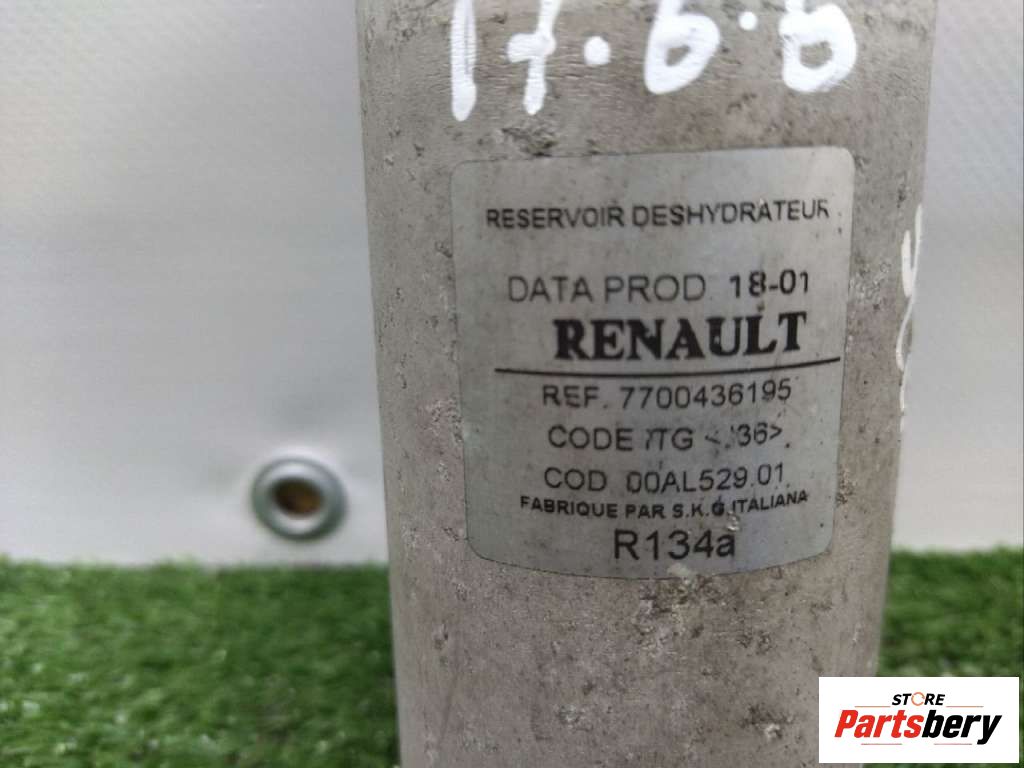 17.6.6
RESERVOIR DESHYDRATEUR
DATA PROD. 18-01
RENAULT
REF. 7700436195
CODE
COD 00AL529.01
FABRIQUE PAR S.K.G.ITALIANA
R134a
STORE
Partsbery